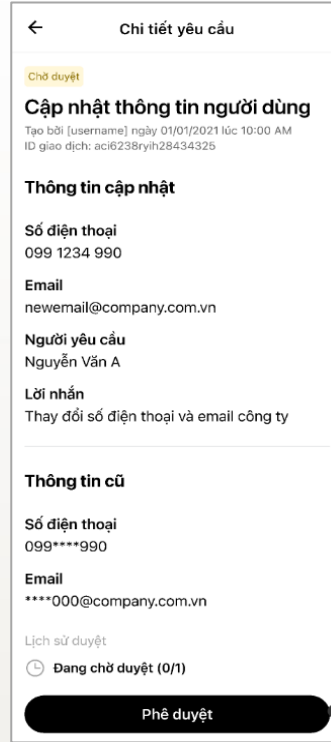 Chi tiết yêu cầu
Chờ duyệt
Cập nhật thông tin người dùng
Tạo bởi [username] ngày 01/01/2021 lúc 10:00 AM
ID giao dịch: aci6238ryih28434325
Thông tin cập nhật
Số điện thoại
099 1234 990
Email
newemail@company.com.vn
Người yêu cầu
Nguyễn Văn A
Lời nhắn
Thay đổi số điện thoại và email công ty
Thông tin cũ
Số điện thoại
099****990
Email
****000@company.com.vn
Lịch sử duyệt
Đang chờ duyệt (0/1)
Phê duyệt